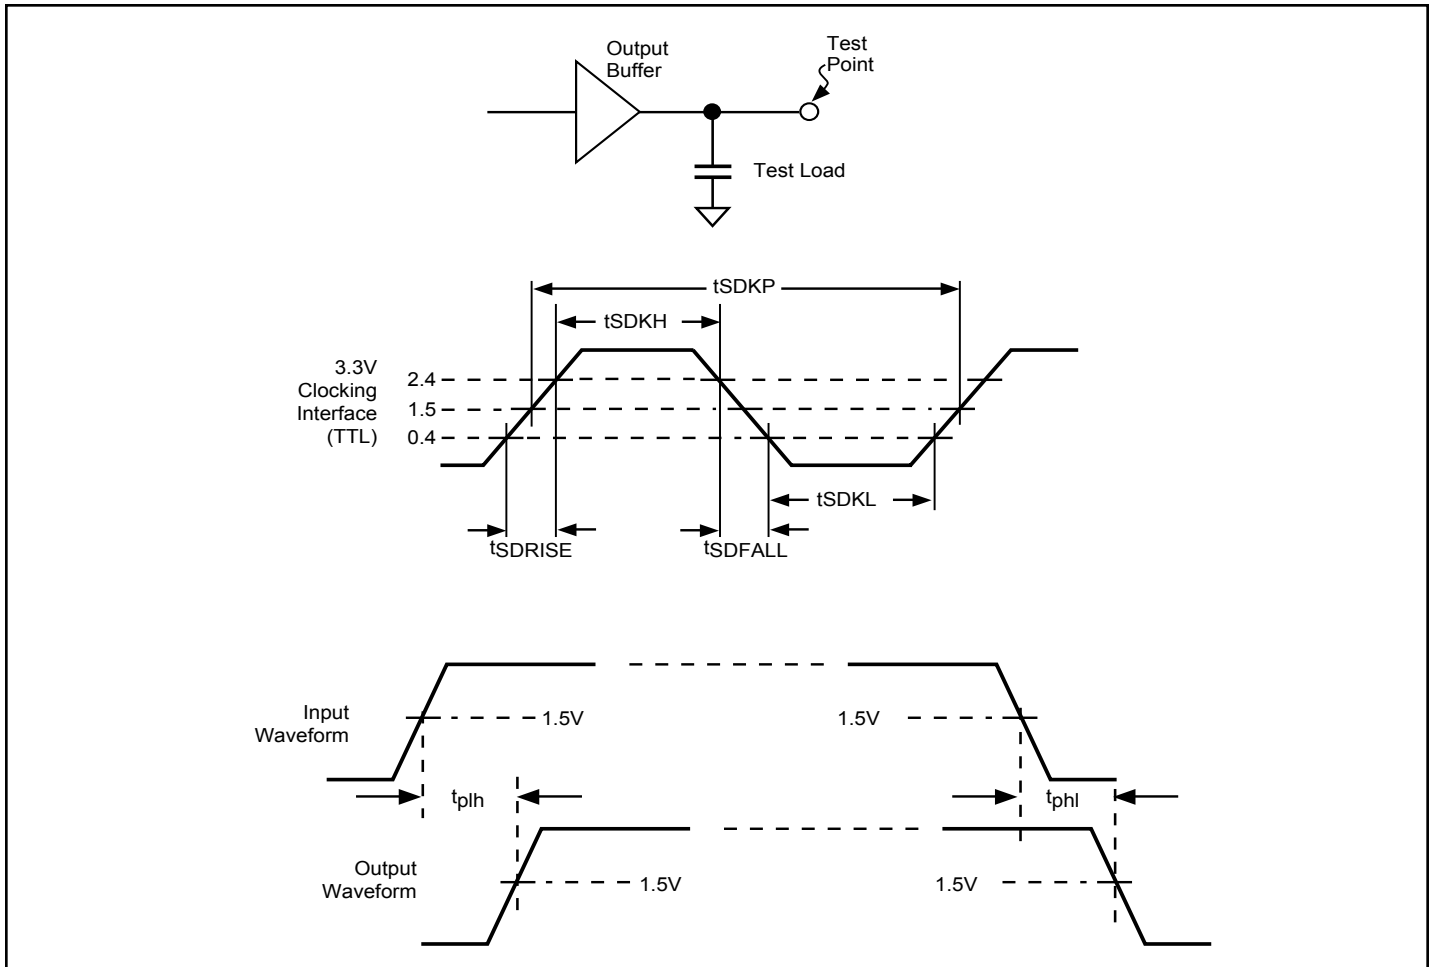 Output
Buffer
Test
Point
Test Load
tSDKP
tSDKH
3.3V
Clocking
Interface
(TTL)
2.4
1.5
0.4
tSDKL
tSDRISE
tSDFALL
Input
Waveform
1.5V
1.5V
tplh
tphl
Output
Waveform
1.5V
1.5V